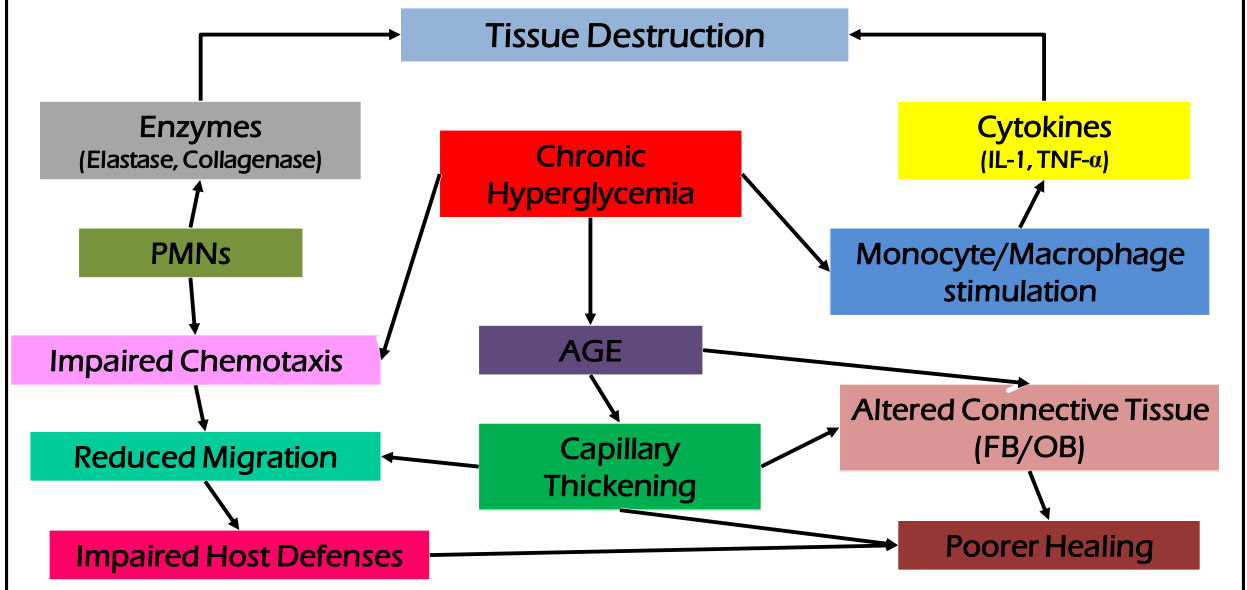 Tissue Destruction
Enzymes
(Elastase, Collagenase)
Chronic
Hyperglycemia
Cytokines
(IL-1, TNF-α)
PMNs
Monocyte/Macrophage
stimulation
Impaired Chemotaxis
AGE
Altered Connective Tissue
(FB/OB)
Reduced Migration
Capillary
Thickening
Impaired Host Defenses
Poorer Healing